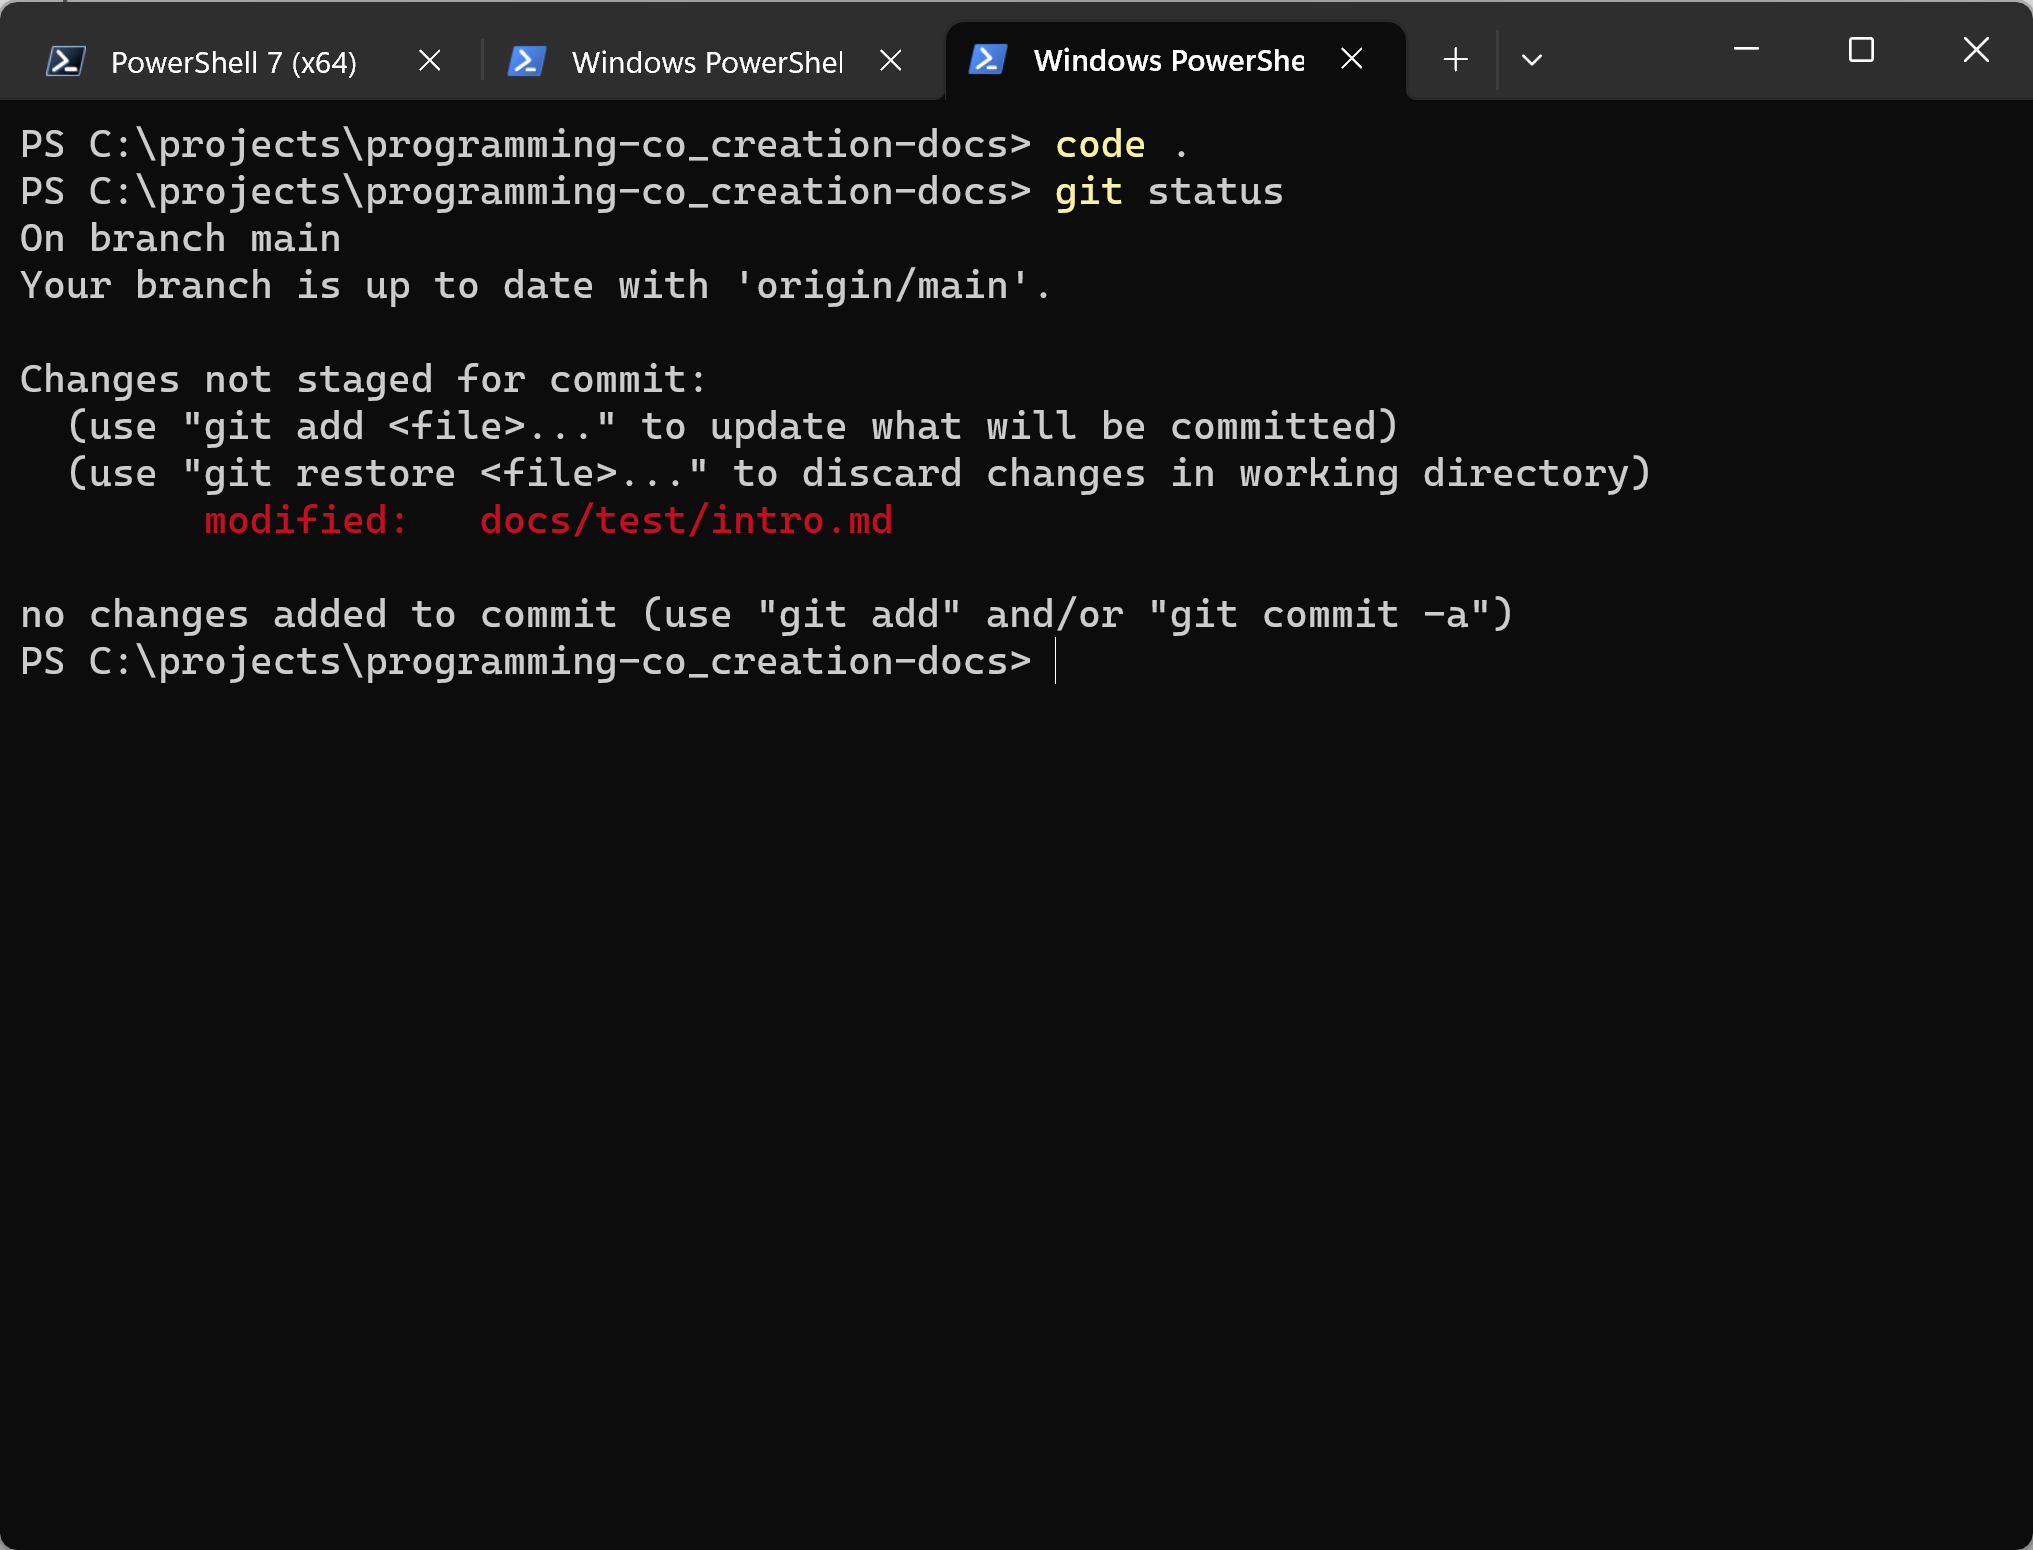 PowerShell 7 (x64)
Windows PowerShel
Windows PowerShe
PS C:\projects\programming-co_creation-docs> code .
PS C:\projects\programming-co_creation-docs> git status
On branch main
Your branch is up to date with 'origin/main'.
Changes not staged for commit:
  (use "git add <file>..." to update what will be committed)
  (use "git restore <file>..." to discard changes in working directory)
        modified:   docs/test/intro.md
no changes added to commit (use "git add" and/or "git commit -a")
PS C:\projects\programming-co_creation-docs>